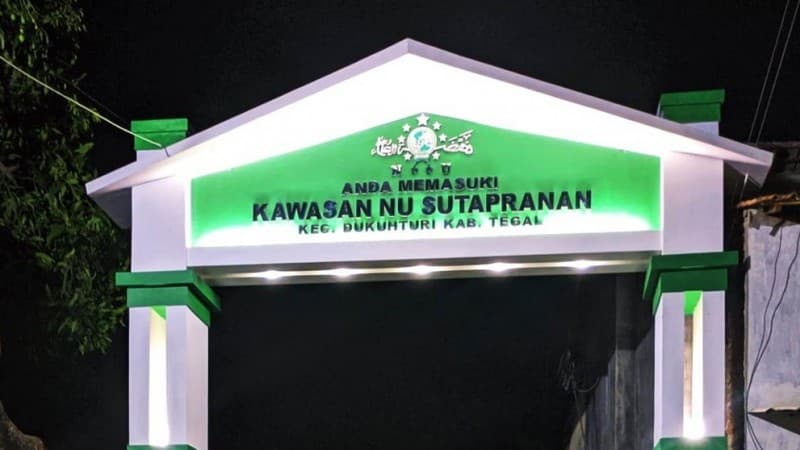 ANDA MEMASUKI
KAWASAN NU SUTAPRANAN
KEC. DUKUHTURI KAB. TEGAL